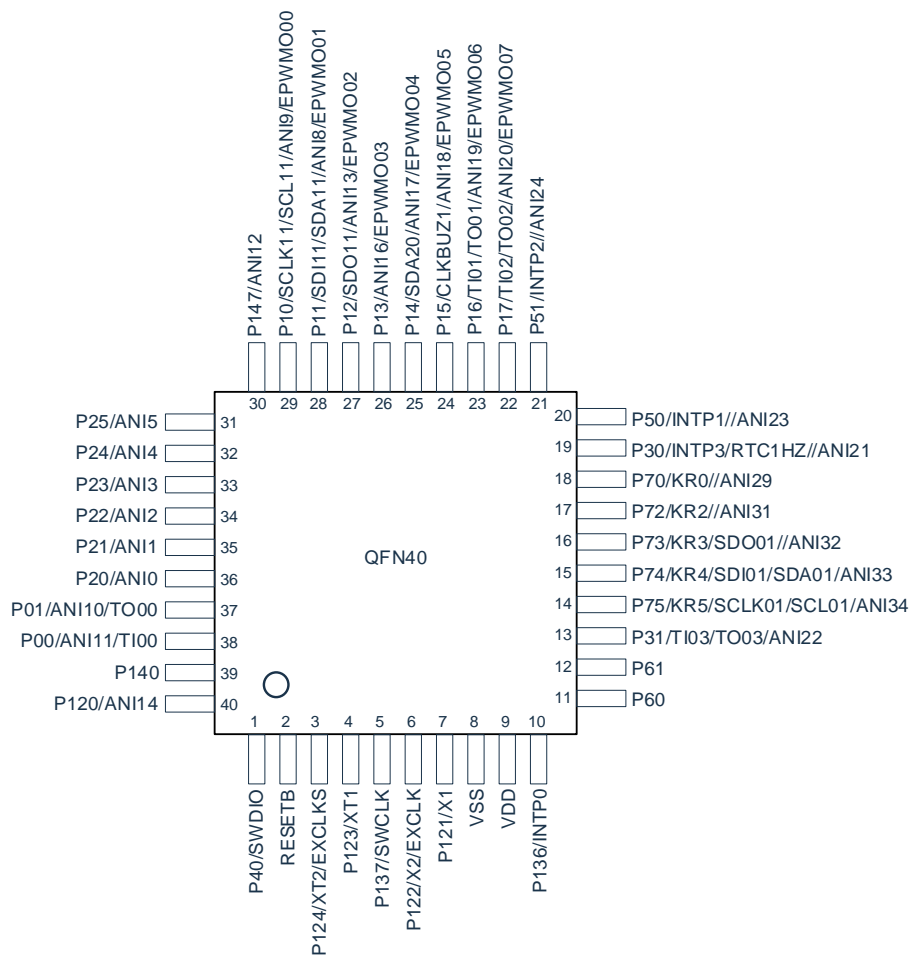 P147/ANI12
P10/SCLK11/SCL11/ANI9/EPWMO00
P11/SDI11/SDA11/ANI8/EPWMO01
P12/SDO11/ANI13/EPWMO02
P13/ANI16/EPWMO03
P14/SDA20/ANI17/EPWMO04
P15/CLKBUZ1/ANI18/EPWMO05
P16/TI01/TO01/ANI19/EPWMO06
P17/TI02/TO02/ANI20/EPWMO07
P51/INTP2//ANI24
30 29 28 27 26 25 24 23 22 21
P25/ANI5 31
P24/ANI4 32
P23/ANI3 33
P22/ANI2 34
P21/ANI1 35
P20/ANI0 36
P01/ANI10/TO00 37
P00/ANI11/TI00 38
P140 39
P120/ANI14 40
QFN40
20 P50/INTP1//ANI23
19 P30/INTP3/RTC1HZ//ANI21
18 P70/KR0//ANI29
17 P72/KR2//ANI31
16 P73/KR3/SDO01//ANI32
15 P74/KR4/SDI01/SDA01/ANI33
14 P75/KR5/SCLK01/SCL01/ANI34
13 P31/TI03/TO03/ANI22
12 P61
11 P60
1 2 3 4 5 6 7 8 9 10
P40/SWDIO
RESETB
P124/XT2/EXCLKS
P123/XT1
P137/SWCLK
P122/X2/EXCLK
P121/X1
VSS
VDD
P136/INTP0